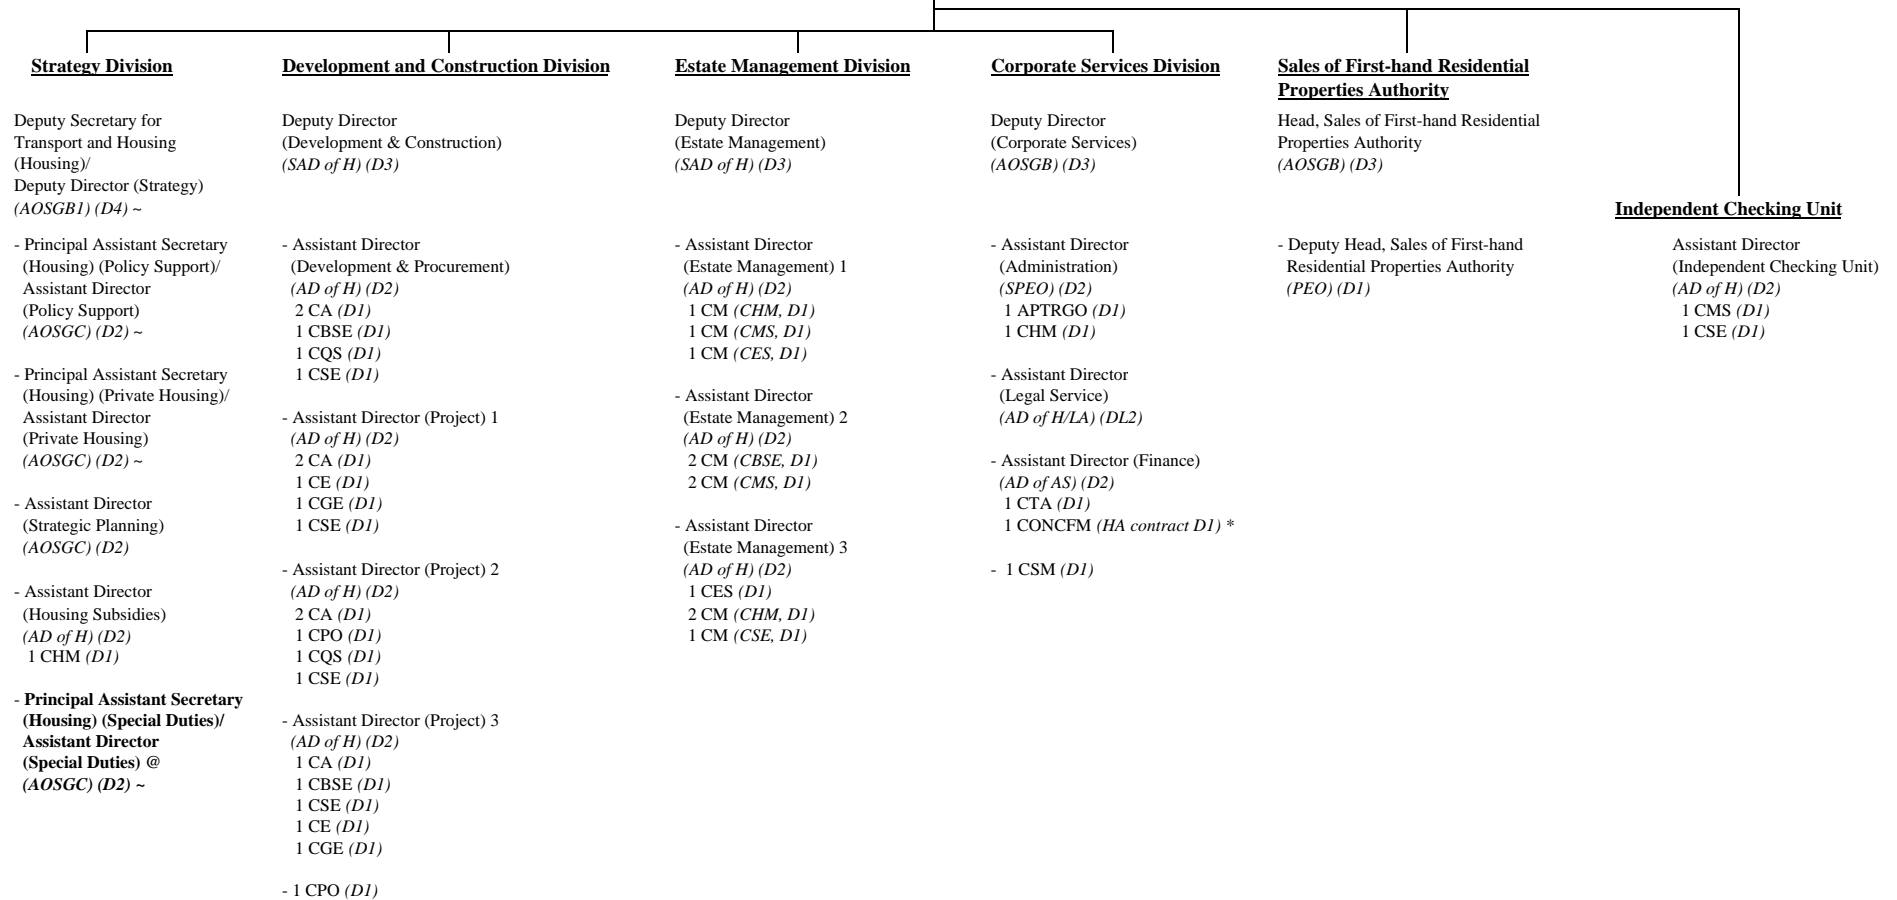 Strategy Division
Deputy Secretary for
Transport and Housing
(Housing)/
Deputy Director (Strategy)
(AOSGB1) (D4) ~
- Principal Assistant Secretary
(Housing) (Policy Support)/
Assistant Director
(Policy Support)
(AOSGC) (D2) ~
- Principal Assistant Secretary
(Housing) (Private Housing)/
Assistant Director
(Private Housing)
(AOSGC) (D2) ~
- Assistant Director
(Strategic Planning)
(AOSGC) (D2)
- Assistant Director
(Housing Subsidies)
(AD of H) (D2)
1 CHM (D1)
- Principal Assistant Secretary
(Housing) (Special Duties)/
Assistant Director
(Special Duties) @
(AOSGC) (D2) ~
Development and Construction Division
Deputy Director
(Development & Construction)
(SAD of H) (D3)
- Assistant Director
(Development & Procurement)
(AD of H) (D2)
2 CA (D1)
1 CBSE (D1)
1 CQS (D1)
1 CSE (D1)
- Assistant Director (Project) 1
(AD of H) (D2)
2 CA (D1)
1 CE (D1)
1 CGE (D1)
1 CSE (D1)
- Assistant Director (Project) 2
(AD of H) (D2)
2 CA (D1)
1 CPO (D1)
1 CQS (D1)
1 CSE (D1)
- Assistant Director (Project) 3
(AD of H) (D2)
1 CA (D1)
1 CBSE (D1)
1 CSE (D1)
1 CE (D1)
1 CGE (D1)
- 1 CPO (D1)
Estate Management Division
Deputy Director
(Estate Management)
(SAD of H) (D3)
- Assistant Director
(Estate Management) 1
(AD of H) (D2)
1 CM (CHM, D1)
1 CM (CMS, D1)
1 CM (CES, D1)
- Assistant Director
(Estate Management) 2
(AD of H) (D2)
2 CM (CBSE, D1)
2 CM (CMS, D1)
- Assistant Director
(Estate Management) 3
(AD of H) (D2)
1 CES (D1)
2 CM (CHM, D1)
1 CM (CSE, D1)
Corporate Services Division
Deputy Director
(Corporate Services)
(AOSGB) (D3)
- Assistant Director
(Administration)
(SPEO) (D2)
1 APTRGO (D1)
1 CHM (D1)
- Assistant Director
(Legal Service)
(AD of H/LA) (DL2)
- Assistant Director (Finance)
(AD of AS) (D2)
1 CTA (D1)
1 CONCFM (HA contract D1) *
- 1 CSM (D1)
Sales of First-hand Residential
Properties Authority
Head, Sales of First-hand Residential
Properties Authority
(AOSGB) (D3)
- Deputy Head, Sales of First-hand
Residential Properties Authority
(PEO) (D1)
Independent Checking Unit
Assistant Director
(Independent Checking Unit)
(AD of H) (D2)
1 CMS (D1)
1 CSE (D1)